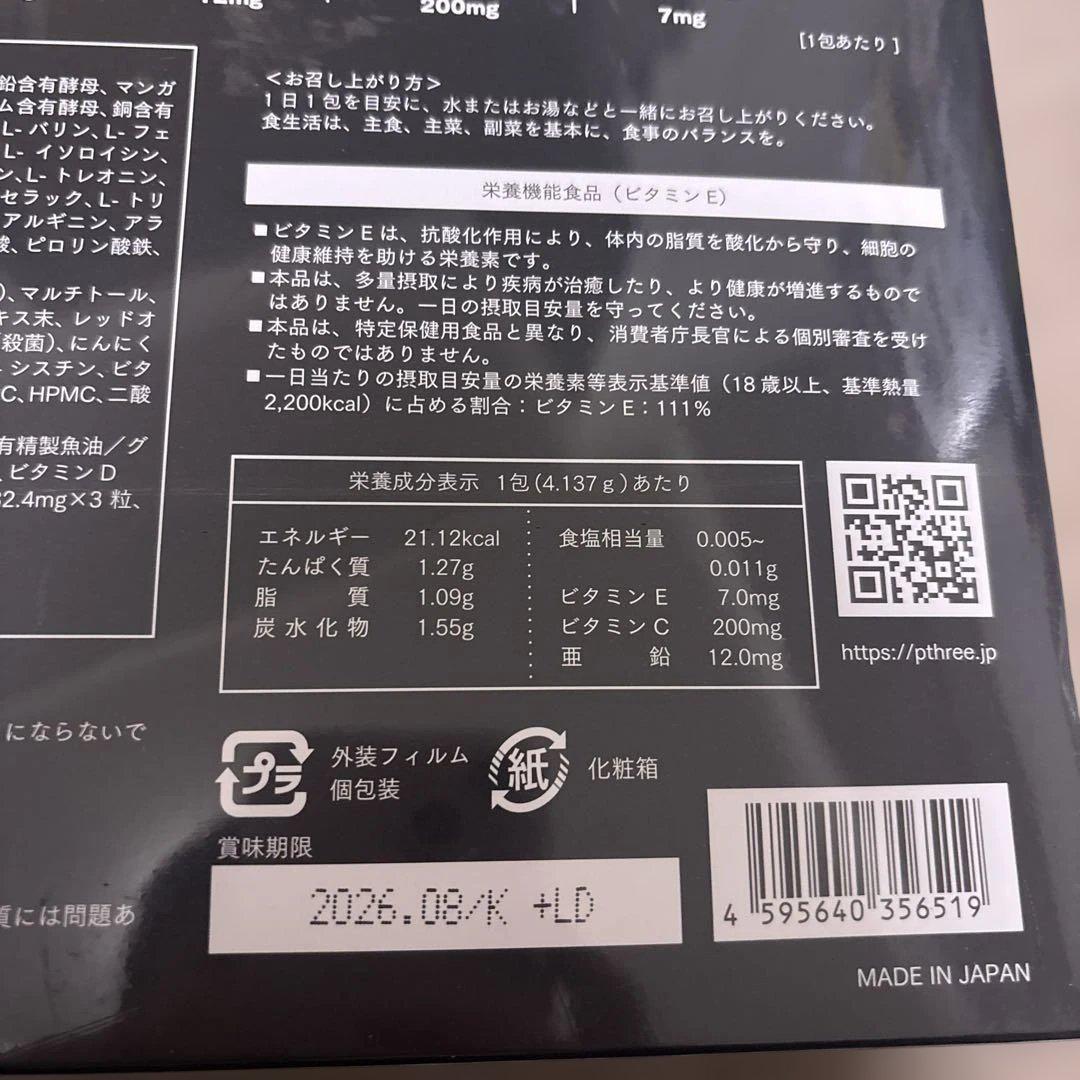 200mg
7mg
[1包あたり]
鉛含有酵母、マンガ
ム含有酵母、銅含有
L-バリン、L-フェ
L-イソロイシン、
ン、L-トレオニン、
セラック、L-トリ
アルギニン、アラ
酸、ピロリン酸鉄、
)、マルチトール、
キス末、レッドオ
殺菌)、にんにく
シスチン、ビタ
C、HPMC、二酸
有精製魚油／グ
、ビタミンD
2.4mg×3粒、
にならないで
質には問題あ
＜お召し上がり方＞
1日1包を目安に、水またはお湯などと一緒にお召し上がりください。
食生活は、主食、主菜、副菜を基本に、食事のバランスを。
栄養機能食品（ビタミンE）
■ビタミンEは、抗酸化作用により、体内の脂質を酸化から守り、細胞の
健康維持を助ける栄養素です。
■本品は、多量摂取により疾病が治癒したり、より健康が増進するもので
はありません。一日の摂取目安量を守ってください。
■本品は、特定保健用食品と異なり、消費者庁長官による個別審査を受け
たものではありません。
■一日当たりの摂取目安量の栄養素等表示基準値（18歳以上、基準熱量
2,200kcal）に占める割合：ビタミンE：111%
栄養成分表示 1包(4.137g)あたり
エネルギー 21.12kcal
たんぱく質 1.27g
脂質 1.09g
炭水化物 1.55g
食塩相当量 0.005~
0.011g
ビタミンE 7.0mg
ビタミンC 200mg
亜鉛 12.0mg
https://pthree.jp
プラ
外装フィルム
個包装
紙
化粧箱
賞味期限
2026.08/K +LD
4 595640 356519
MADE IN JAPAN